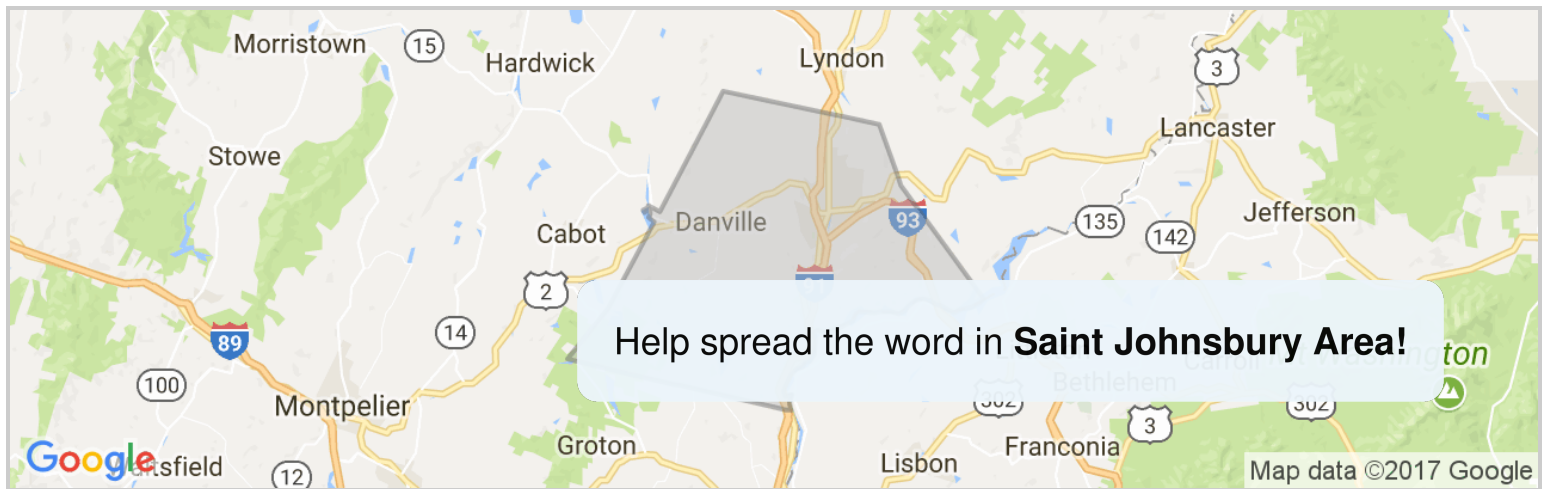 Morristown
15
Hardwick
Lyndon
3
Lancaster
Stowe
Danville
93
135
Jefferson
142
Cabot
2
89
14
Help spread the word in Saint Johnsbury Area!
ton
100
Bethlehem
302
302
Montpelier
3
Groton
Franconia
Lisbon
Google
tsfield
12
Map data ©2017 Google